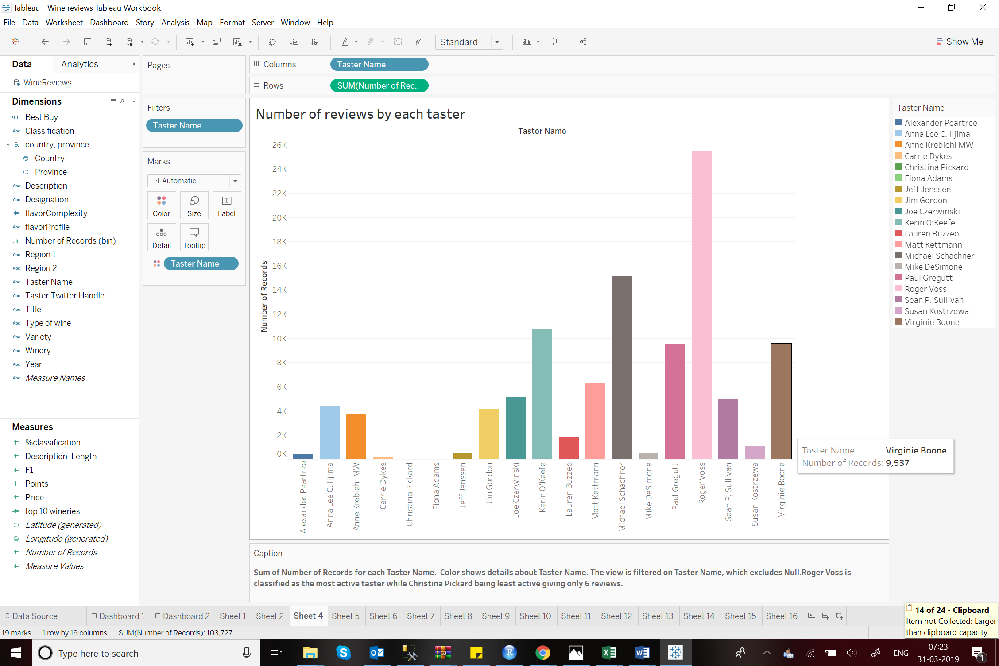 Tableau - Wine reviews Tableau Workbook
File Data Worksheet Dashboard Story Analysis Map Format Server Window Help
Standard
Show Me
Data Analytics
WineReviews
Dimensions
Best Buy
Classification
country, province
Country
Province
Description
Designation
flavorComplexity
flavorProfile
Number of Records (bin)
Region 1
Region 2
Taster Name
Taster Twitter Handle
Title
Type of wine
Variety
Winery
Year
Measure Names
Measures
%classification
Description_Length
F1
Points
Price
top 10 wineries
Latitude (generated)
Longitude (generated)
Number of Records
Measure Values
Pages
Filters
Taster Name
Marks
Automatic
Color Size Label
Detail Tooltip
Taster Name
Columns Taster Name
Rows SUM(Number of Rec..
Number of reviews by each taster
Taster Name
Number of Records
26K
24K
22K
20K
18K
16K
14K
12K
10K
8K
6K
4K
2K
0K
Alexander Peartree
Anna Lee C. Iijima
Anne Krebiehl MW
Carrie Dykes
Christina Pickard
Fiona Adams
Jeff Jenssen
Jim Gordon
Joe Czerwinski
Kerin O'Keefe
Lauren Buzzeo
Matt Kettmann
Michael Schachner
Mike DeSimone
Paul Gregutt
Roger Voss
Sean P. Sullivan
Susan Kostrzewa
Virginie Boone
Taster Name: Virginie Boone
Number of Records: 9,537
Taster Name
Alexander Peartree
Anna Lee C. Iijima
Anne Krebiehl MW
Carrie Dykes
Christina Pickard
Fiona Adams
Jeff Jenssen
Jim Gordon
Joe Czerwinski
Kerin O'Keefe
Lauren Buzzeo
Matt Kettmann
Michael Schachner
Mike DeSimone
Paul Gregutt
Roger Voss
Sean P. Sullivan
Susan Kostrzewa
Virginie Boone
Caption
Sum of Number of Records for each Taster Name.  Color shows details about Taster Name. The view is filtered on Taster Name, which excludes Null.Roger Voss is
classified as the most active taster while Christina Pickard being least active giving only 6 reviews.
Data Source Dashboard 1 Dashboard 2 Sheet 1 Sheet 2 Sheet 4 Sheet 5 Sheet 6 Sheet 7 Sheet 8 Sheet 9 Sheet 10 Sheet 11 Sheet 12 Sheet 13 Sheet 14 Sheet 15 Sheet 16
14 of 24 - Clipboard
Item not Collected: Larger
than clipboard capacity
19 marks 1 row by 19 columns SUM(Number of Records): 103,727
Type here to search
ENG
07:23
31-03-2019
1